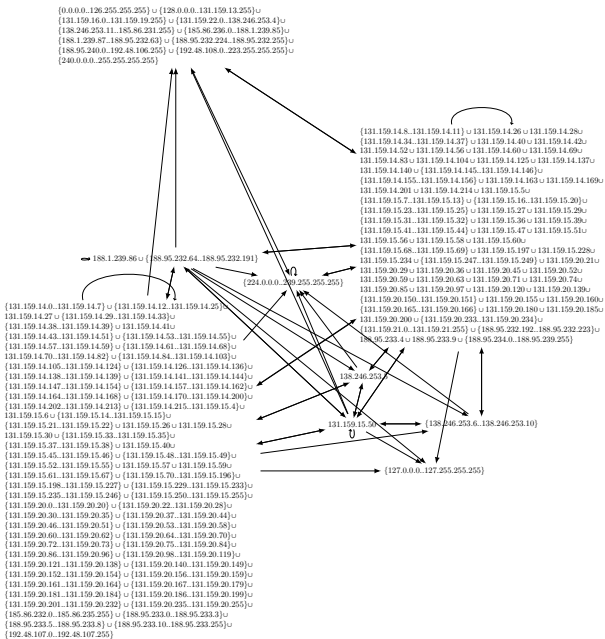 {0.0.0.0..126.255.255.255} ∪ {128.0.0.0..131.159.13.255}∪
{131.159.16.0..131.159.19.255} ∪ {131.159.22.0..138.246.253.4}∪
{138.246.253.11..185.86.231.255} ∪ {185.86.236.0..188.1.239.85}∪
{188.1.239.87..188.95.232.63} ∪ {188.95.232.224..188.95.232.255}∪
{188.95.240.0..192.48.106.255} ∪ {192.48.108.0..223.255.255.255}∪
{240.0.0.0..255.255.255.255}
{131.159.14.8..131.159.14.11} ∪ 131.159.14.26 ∪ 131.159.14.28∪
{131.159.14.34..131.159.14.37} ∪ 131.159.14.40 ∪ 131.159.14.42∪
131.159.14.52 ∪ 131.159.14.56 ∪ 131.159.14.60 ∪ 131.159.14.69∪
131.159.14.83 ∪ 131.159.14.104 ∪ 131.159.14.125 ∪ 131.159.14.137∪
131.159.14.140 ∪ {131.159.14.145..131.159.14.146}∪
{131.159.14.155..131.159.14.156} ∪ 131.159.14.163 ∪ 131.159.14.169∪
131.159.14.201 ∪ 131.159.14.214 ∪ 131.159.15.5∪
{131.159.15.7..131.159.15.13} ∪ {131.159.15.16..131.159.15.20}∪
{131.159.15.23..131.159.15.25} ∪ 131.159.15.27 ∪ 131.159.15.29∪
{131.159.15.31..131.159.15.32} ∪ 131.159.15.36 ∪ 131.159.15.39∪
{131.159.15.41..131.159.15.44} ∪ 131.159.15.47 ∪ 131.159.15.51∪
131.159.15.56 ∪ 131.159.15.58 ∪ 131.159.15.60∪
{131.159.15.68..131.159.15.69} ∪ 131.159.15.197 ∪ 131.159.15.228∪
131.159.15.234 ∪ {131.159.15.247..131.159.15.249} ∪ 131.159.20.21∪
131.159.20.29 ∪ 131.159.20.36 ∪ 131.159.20.45 ∪ 131.159.20.52∪
131.159.20.59 ∪ 131.159.20.63 ∪ 131.159.20.71 ∪ 131.159.20.74∪
131.159.20.85 ∪ 131.159.20.97 ∪ 131.159.20.120 ∪ 131.159.20.139∪
{131.159.20.150..131.159.20.151} ∪ 131.159.20.155 ∪ 131.159.20.160∪
{131.159.20.165..131.159.20.166} ∪ 131.159.20.180 ∪ 131.159.20.185∪
131.159.20.200 ∪ {131.159.20.233..131.159.20.234}∪
{131.159.21.0..131.159.21.255} ∪ {188.95.232.192..188.95.232.223}∪
188.95.233.4 ∪ 188.95.233.9 ∪ {188.95.234.0..188.95.239.255}
188.1.239.86 ∪ {188.95.232.64..188.95.232.191}
{224.0.0.0..239.255.255.255}
{131.159.14.0..131.159.14.7} ∪ {131.159.14.12..131.159.14.25}∪
131.159.14.27 ∪ {131.159.14.29..131.159.14.33}∪
{131.159.14.38..131.159.14.39} ∪ 131.159.14.41∪
{131.159.14.43..131.159.14.51} ∪ {131.159.14.53..131.159.14.55}∪
{131.159.14.57..131.159.14.59} ∪ {131.159.14.61..131.159.14.68}∪
{131.159.14.70..131.159.14.82} ∪ {131.159.14.84..131.159.14.103}∪
{131.159.14.105..131.159.14.124} ∪ {131.159.14.126..131.159.14.136}∪
{131.159.14.138..131.159.14.139} ∪ {131.159.14.141..131.159.14.144}∪
{131.159.14.147..131.159.14.154} ∪ {131.159.14.157..131.159.14.162}∪
{131.159.14.164..131.159.14.168} ∪ {131.159.14.170..131.159.14.200}∪
{131.159.14.202..131.159.14.213} ∪ {131.159.14.215..131.159.15.4}∪
131.159.15.6 ∪ {131.159.15.14..131.159.15.15}∪
{131.159.15.21..131.159.15.22} ∪ 131.159.15.26 ∪ 131.159.15.28∪
131.159.15.30 ∪ {131.159.15.33..131.159.15.35}∪
{131.159.15.37..131.159.15.38} ∪ 131.159.15.40∪
{131.159.15.45..131.159.15.46} ∪ {131.159.15.48..131.159.15.49}∪
{131.159.15.52..131.159.15.55} ∪ 131.159.15.57 ∪ 131.159.15.59∪
{131.159.15.61..131.159.15.67} ∪ {131.159.15.70..131.159.15.196}∪
{131.159.15.198..131.159.15.227} ∪ {131.159.15.229..131.159.15.233}∪
{131.159.15.235..131.159.15.246} ∪ {131.159.15.250..131.159.15.255}∪
{131.159.20.0..131.159.20.20} ∪ {131.159.20.22..131.159.20.28}∪
{131.159.20.30..131.159.20.35} ∪ {131.159.20.37..131.159.20.44}∪
{131.159.20.46..131.159.20.51} ∪ {131.159.20.53..131.159.20.58}∪
{131.159.20.60..131.159.20.62} ∪ {131.159.20.64..131.159.20.70}∪
{131.159.20.72..131.159.20.73} ∪ {131.159.20.75..131.159.20.84}∪
{131.159.20.86..131.159.20.96} ∪ {131.159.20.98..131.159.20.119}∪
{131.159.20.121..131.159.20.138} ∪ {131.159.20.140..131.159.20.149}∪
{131.159.20.152..131.159.20.154} ∪ {131.159.20.156..131.159.20.159}∪
{131.159.20.161..131.159.20.164} ∪ {131.159.20.167..131.159.20.179}∪
{131.159.20.181..131.159.20.184} ∪ {131.159.20.186..131.159.20.199}∪
{131.159.20.201..131.159.20.232} ∪ {131.159.20.235..131.159.20.255}∪
{185.86.232.0..185.86.235.255} ∪ {188.95.233.0..188.95.233.3}∪
{188.95.233.5..188.95.233.8} ∪ {188.95.233.10..188.95.233.255}∪
{192.48.107.0..192.48.107.255}
138.246.253.5
131.159.15.50
{138.246.253.6..138.246.253.10}
{127.0.0.0..127.255.255.255}